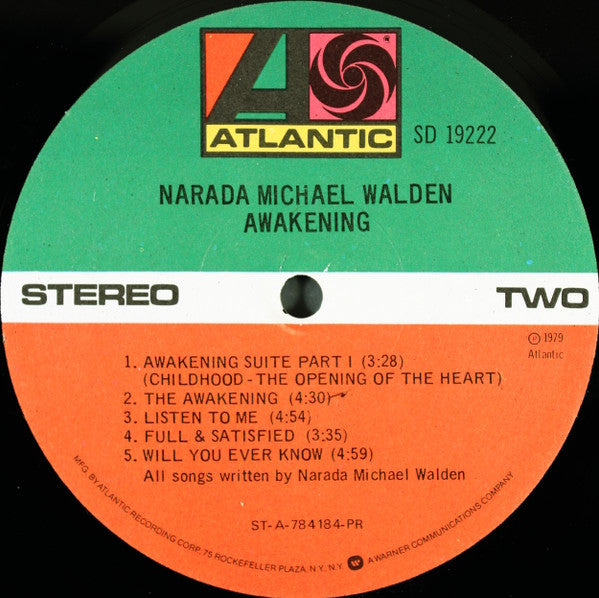 A
ATLANTIC
®
SD 19222
NARADA MICHAEL WALDEN
AWAKENING
STEREO
TWO
℗ 1979
Atlantic
1. AWAKENING SUITE PART I (3:28)
(CHILDHOOD - THE OPENING OF THE HEART)
2. THE AWAKENING (4:30)
3. LISTEN TO ME (4:54)
4. FULL & SATISFIED (3:35)
5. WILL YOU EVER KNOW (4:59)
All songs written by Narada Michael Walden
ST-A-784184-PR
MFG. BY ATLANTIC RECORDING CORP. 75 ROCKEFELLER PLAZA, N.Y. N.Y. W A WARNER COMMUNICATIONS COMPANY